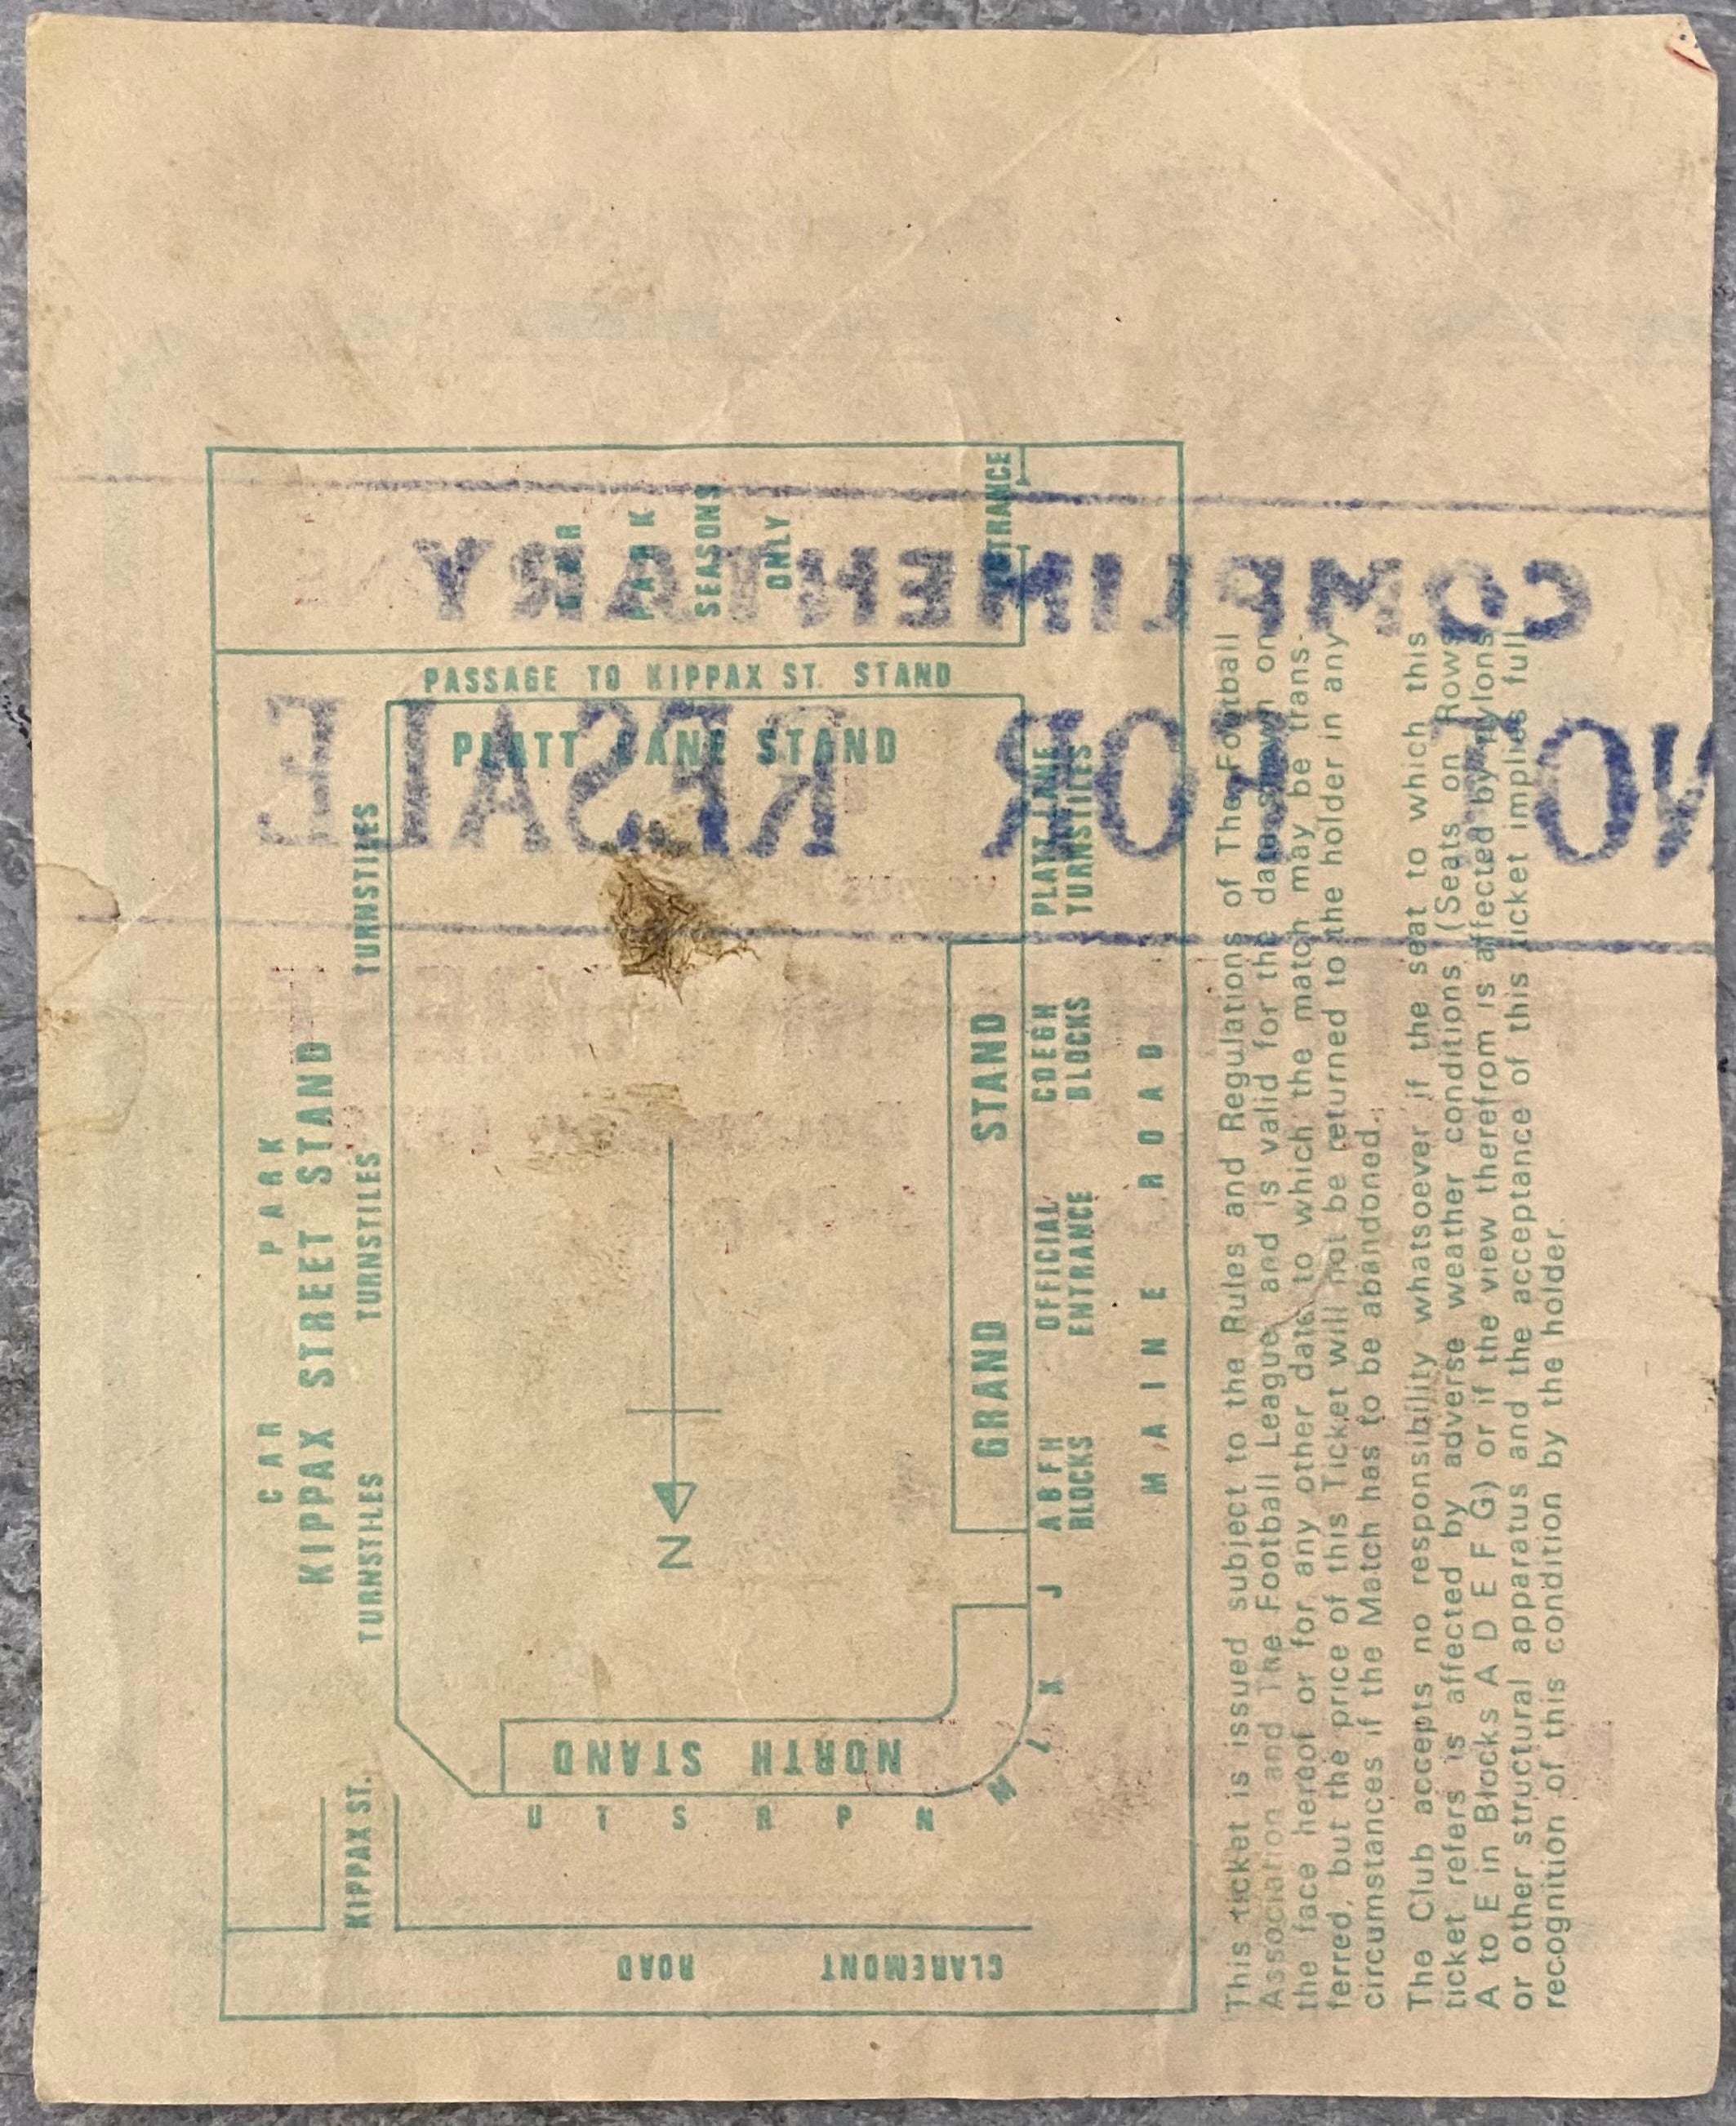 CAR PARK
KIPPAX STREET STAND
TURNSTILES TURNSTILES TURNSTILES
KIPPAX ST.
CLAREMONT ROAD
NORTH STAND
U T S R P N
M
L
K
J
N
PLATT LANE STAND
PASSAGE TO KIPPAX ST. STAND
CAR
PARK
SEASONS
ONLY
ENTRANCE
GRAND STAND
A B F H
BLOCKS
OFFICIAL
ENTRANCE
C D E G H
BLOCKS
PLATT LANE
TURNSTILES
MAINE ROAD
COMPLIMENTARY
NOT FOR RESALE
This ticket is issued subject to the Rules and Regulations of The Football
Association and The Football League, and is valid for the date shown on
the face hereof or for any other date to which the match may be trans-
ferred, but the price of this Ticket will not be returned to the holder in any
circumstances if the Match has to be abandoned.
The Club accepts no responsibility whatsoever if the seat to which this
ticket refers is affected by adverse weather conditions (Seats on Rows
A to E in Blocks A D E F G) or if the view therefrom is affected by pylons
or other structural apparatus and the acceptance of this ticket implies full
recognition of this condition by the holder.